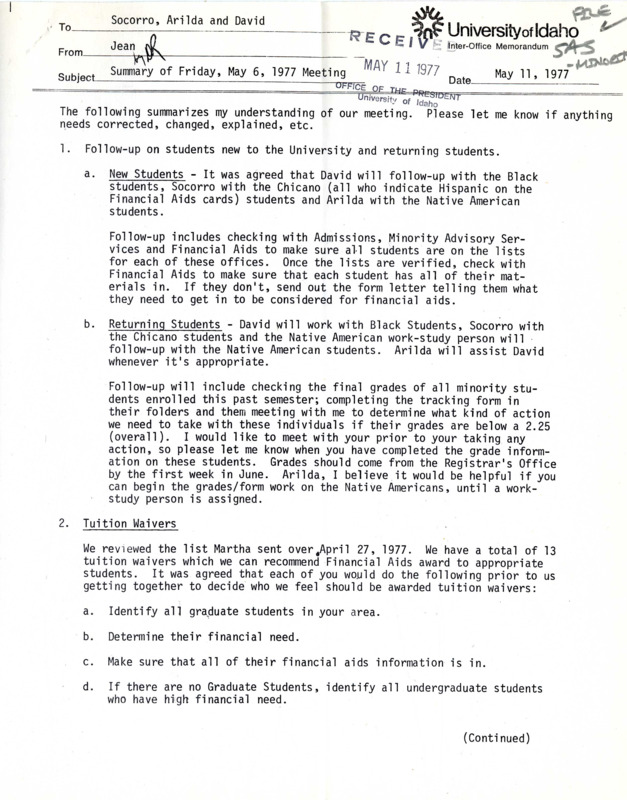 To Socorro, Arilda and David
From Jean
Subject Summary of Friday, May 6, 1977 Meeting
University of Idaho
Inter-Office Memorandum
Date May 11, 1977
FILE
SAS
- MINORITY
RECEIVE
MAY 11 1977
OFFICE OF THE PRESIDENT
University of Idaho
The following summarizes my understanding of our meeting. Please let me know if anything
needs corrected, changed, explained, etc.
1. Follow-up on students new to the University and returning students.
a. New Students - It was agreed that David will follow-up with the Black
students, Socorro with the Chicano (all who indicate Hispanic on the
Financial Aids cards) students and Arilda with the Native American
students.
Follow-up includes checking with Admissions, Minority Advisory Ser-
vices and Financial Aids to make sure all students are on the lists
for each of these offices. Once the lists are verified, check with
Financial Aids to make sure that each student has all of their mat-
erials in. If they don't, send out the form letter telling them what
they need to get in to be considered for financial aids.
b. Returning Students - David will work with Black Students, Socorro with
the Chicano students and the Native American work-study person will
follow-up with the Native American students. Arilda will assist David
whenever it's appropriate.
Follow-up will include checking the final grades of all minority stu-
dents enrolled this past semester; completing the tracking form in
their folders and them meeting with me to determine what kind of action
we need to take with these individuals if their grades are below a 2.25
(overall). I would like to meet with your prior to your taking any
action, so please let me know when you have completed the grade inform-
ation on these students. Grades should come from the Registrar's Office
by the first week in June. Arilda, I believe it would be helpful if you
can begin the grades/form work on the Native Americans, until a work-
study person is assigned.
2. Tuition Waivers
We reviewed the list Martha sent over April 27, 1977. We have a total of 13
tuition waivers which we can recommend Financial Aids award to appropriate
students. It was agreed that each of you would do the following prior to us
getting together to decide who we feel should be awarded tuition waivers:
a. Identify all graduate students in your area.
b. Determine their financial need.
c. Make sure that all of their financial aids information is in.
d. If there are no Graduate Students, identify all undergraduate students
who have high financial need.
(Continued)